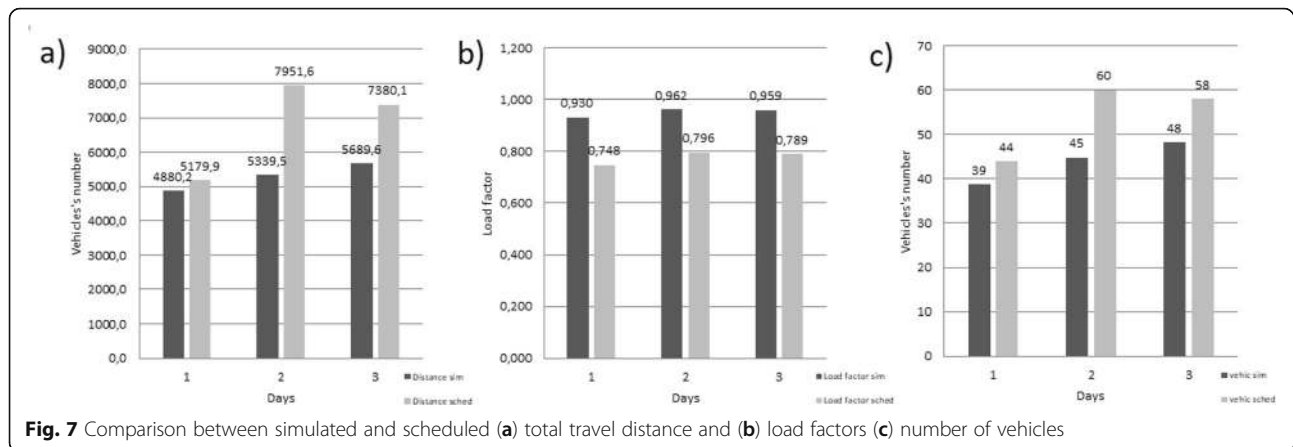 a)
9000,0
8000,0
7000,0
6000,0
5000,0
4000,0
3000,0
2000,0
1000,0
0,0
Vehicles's number
4880,2
5179,9
5339,5
7951,6
5689,6
7380,1
1 2 3
Days
Distance sim
Distance sched
b)
1,200
1,000
0,800
0,600
0,400
0,200
0,000
Load factor
0,930
0,748
0,962
0,796
0,959
0,789
1 2 3
Days
Load factor sim
Load factor sched
c)
70
60
50
40
30
20
10
0
Vehicles's number
39
44
45
60
48
58
1 2 3
Days
vehic sim
vehic sched
Fig. 7 Comparison between simulated and scheduled (a) total travel distance and (b) load factors (c) number of vehicles